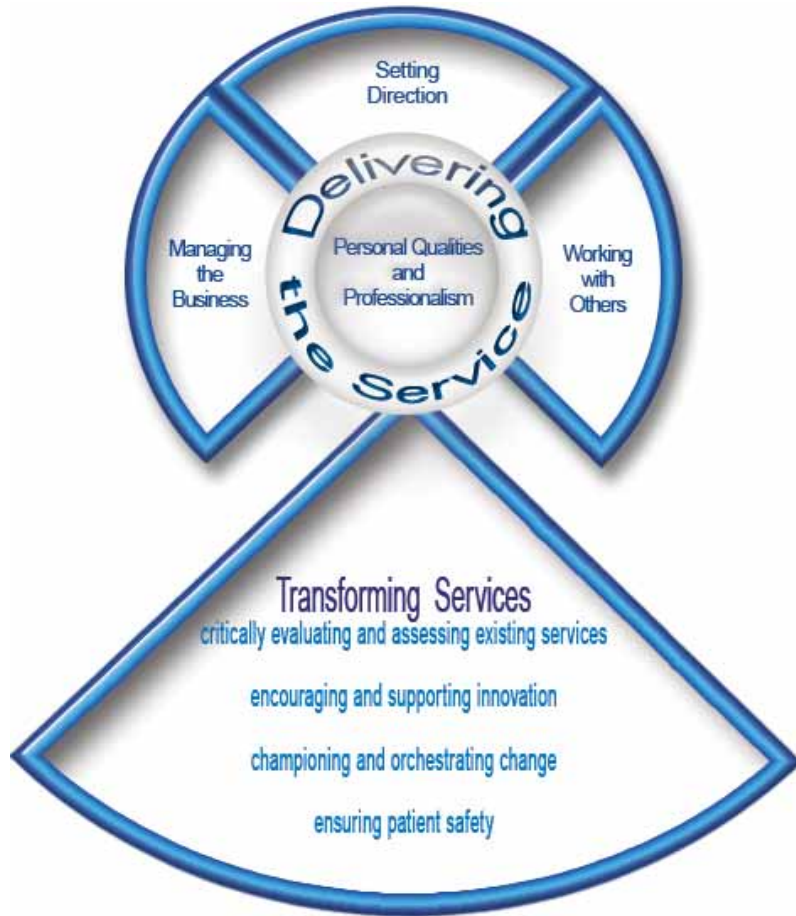 Setting
Direction
Delivering
the Service
Managing
the
Business
Personal Qualities
and
Professionalism
Working
with
Others
Transforming Services
critically evaluating and assessing existing services
encouraging and supporting innovation
championing and orchestrating change
ensuring patient safety